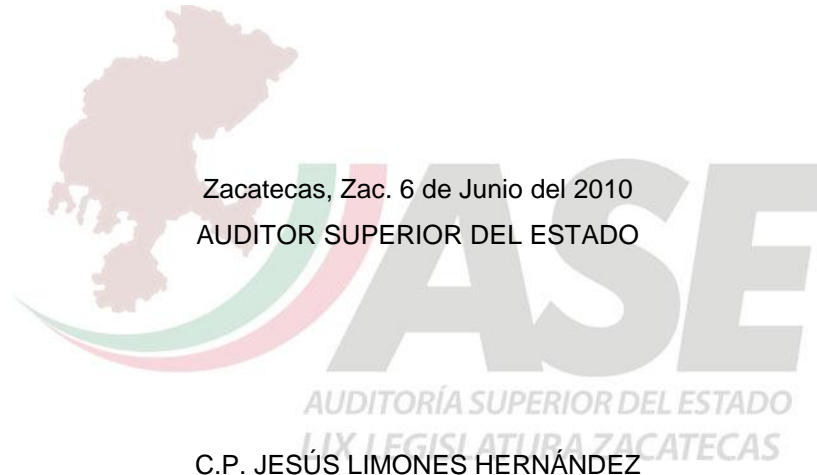 Zacatecas, Zac. 6 de Junio del 2010
AUDITOR SUPERIOR DEL ESTADO
ASE
AUDITORÍA SUPERIOR DEL ESTADO
LIX LEGISLATURA ZACATECAS
C.P. JESÚS LIMONES HERNÁNDEZ